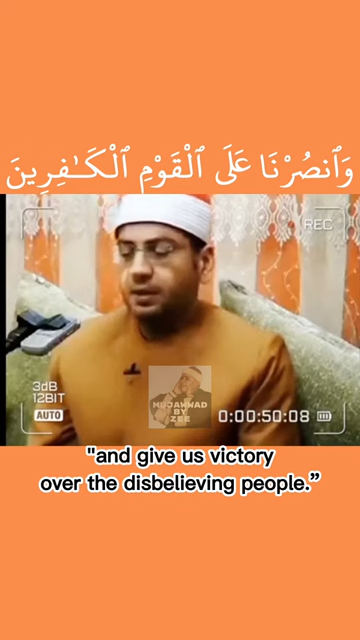 وَٱنصُرْنَا عَلَى ٱلْقَوْمِ ٱلْكَـٰفِرِينَ
REC
3dB
12BIT
AUTO
MUJAWWAD
BY
ZEE
0:00:50:08
"and give us victory
over the disbelieving people.”